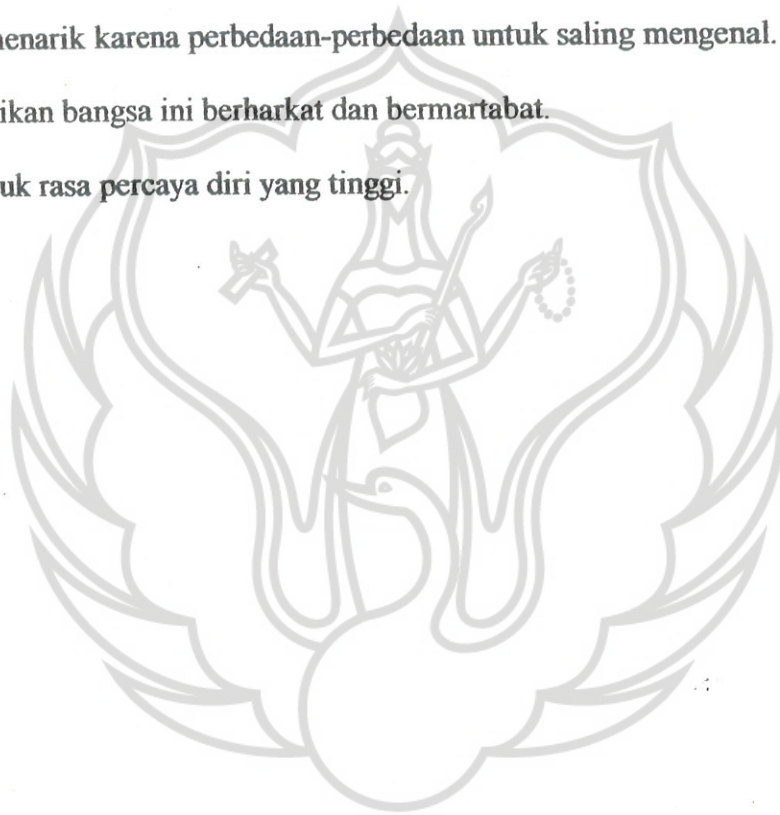 menarik karena perbedaan-perbedaan untuk saling mengenal.
ikan bangsa ini berharkat dan bermartabat.
uk rasa percaya diri yang tinggi.